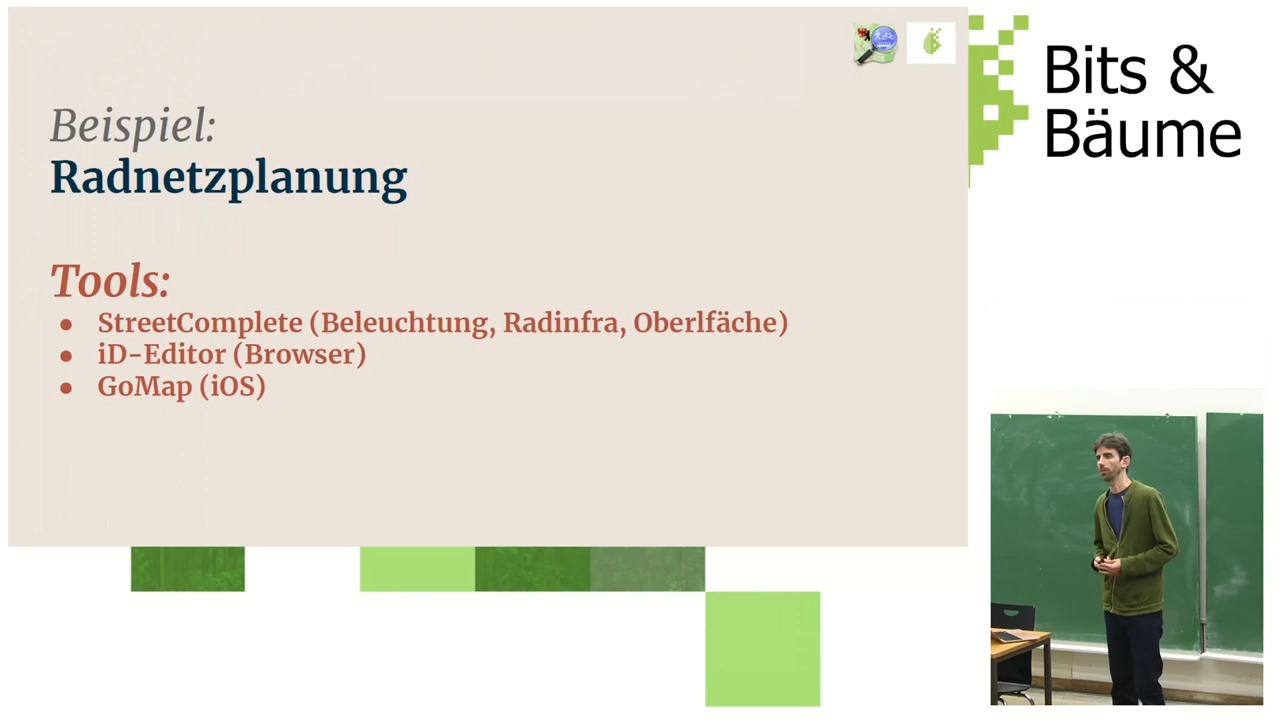 Beispiel:
Radnetzplanung
Tools:
● StreetComplete (Beleuchtung, Radinfra, Oberlfäche)
● iD-Editor (Browser)
● GoMap (iOS)
Bits &
Bäume